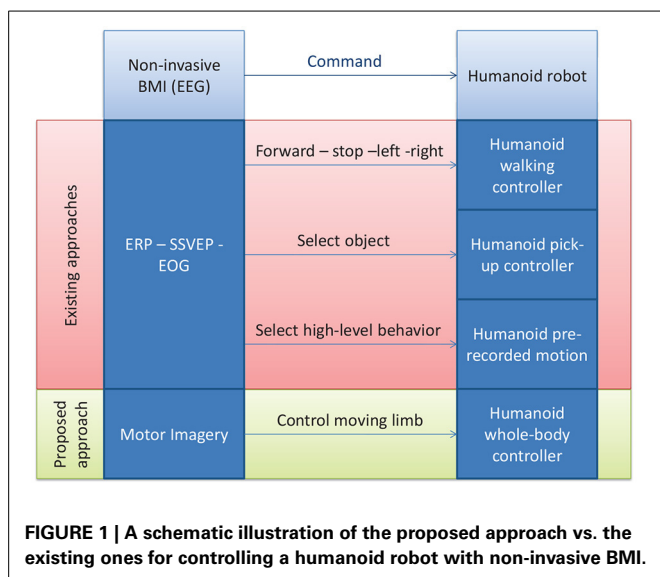 Non-invasive
BMI (EEG)
Command
Humanoid robot
Existing approaches
ERP – SSVEP -
EOG
Forward – stop –left -right
Humanoid
walking
controller
Select object
Humanoid pick-
up controller
Select high-level behavior
Humanoid pre-
recorded motion
Proposed
approach
Motor Imagery
Control moving limb
Humanoid
whole-body
controller
FIGURE 1 | A schematic illustration of the proposed approach vs. the
existing ones for controlling a humanoid robot with non-invasive BMI.